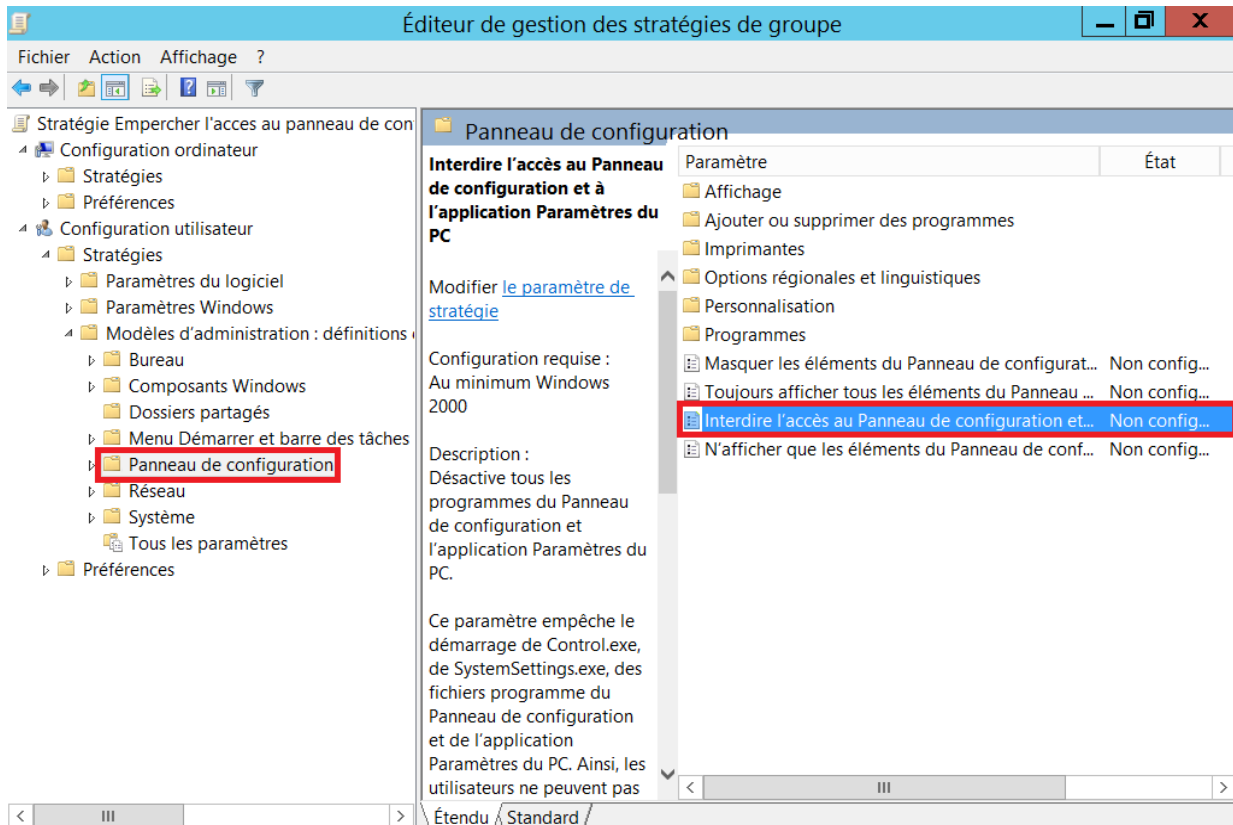 Éditeur de gestion des stratégies de groupe
Fichier Action Affichage ?
Stratégie Empercher l'acces au panneau de con
Configuration ordinateur
Stratégies
Préférences
Configuration utilisateur
Stratégies
Paramètres du logiciel
Paramètres Windows
Modèles d'administration : définitions
Bureau
Composants Windows
Dossiers partagés
Menu Démarrer et barre des tâches
Panneau de configuration
Réseau
Système
Tous les paramètres
Préférences
Panneau de configuration
Interdire l'accès au Panneau
de configuration et à
l'application Paramètres du
PC
Modifier le paramètre de
stratégie
Configuration requise :
Au minimum Windows
2000
Description :
Désactive tous les
programmes du Panneau
de configuration et
l'application Paramètres du
PC.
Ce paramètre empêche le
démarrage de Control.exe,
de SystemSettings.exe, des
fichiers programme du
Panneau de configuration
et de l'application
Paramètres du PC. Ainsi, les
utilisateurs ne peuvent pas
Paramètre État
Affichage
Ajouter ou supprimer des programmes
Imprimantes
Options régionales et linguistiques
Personnalisation
Programmes
Masquer les éléments du Panneau de configurat... Non config...
Toujours afficher tous les éléments du Panneau ... Non config...
Interdire l'accès au Panneau de configuration et... Non config...
N'afficher que les éléments du Panneau de conf... Non config...
Étendu Standard